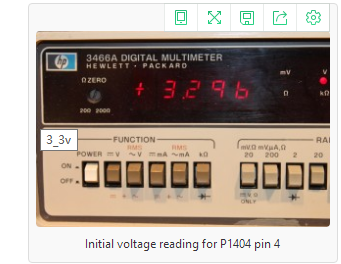 hp 3466A DIGITAL MULTIMETER
HEWLETT · PACKARD
Ω ZERO
200 2000
+ 3.296
mV V
Ω kΩ
3_3v
FUNCTION RA
POWER V RMS V mA RMS mA kΩ
mV,Ω mV,µA,Ω
20 200 2 20
ON
OFF
ONLY
Initial voltage reading for P1404 pin 4